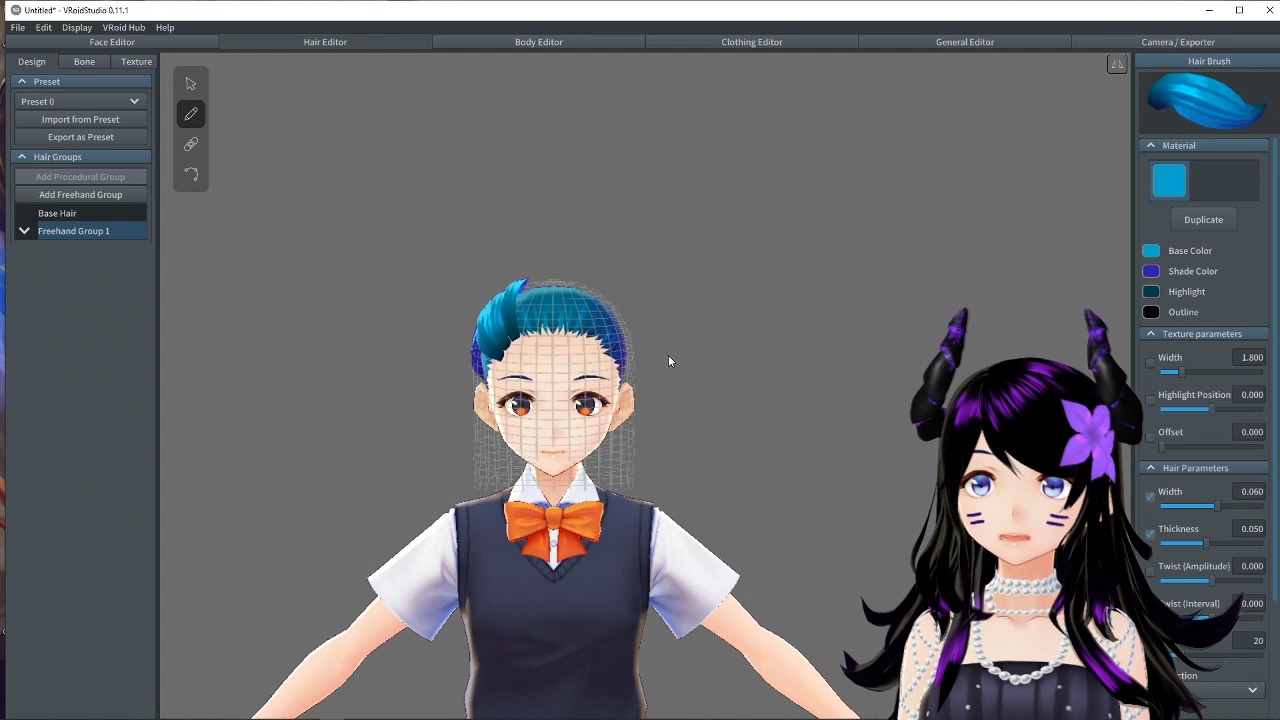 Untitled* - VRoidStudio 0.11.1
File Edit Display VRoid Hub Help
Face Editor Hair Editor Body Editor Clothing Editor General Editor Camera / Exporter
Design Bone Texture
Preset
Preset 0
Import from Preset
Export as Preset
Hair Groups
Add Procedural Group
Add Freehand Group
Base Hair
Freehand Group 1
Hair Brush
Material
Duplicate
Base Color
Shade Color
Highlight
Outline
Texture parameters
Width 1.800
Highlight Position 0.000
Offset 0.000
Hair Parameters
Width 0.060
Thickness 0.050
Twist (Amplitude) 0.000
wist (Interval) 0.000
20
ction